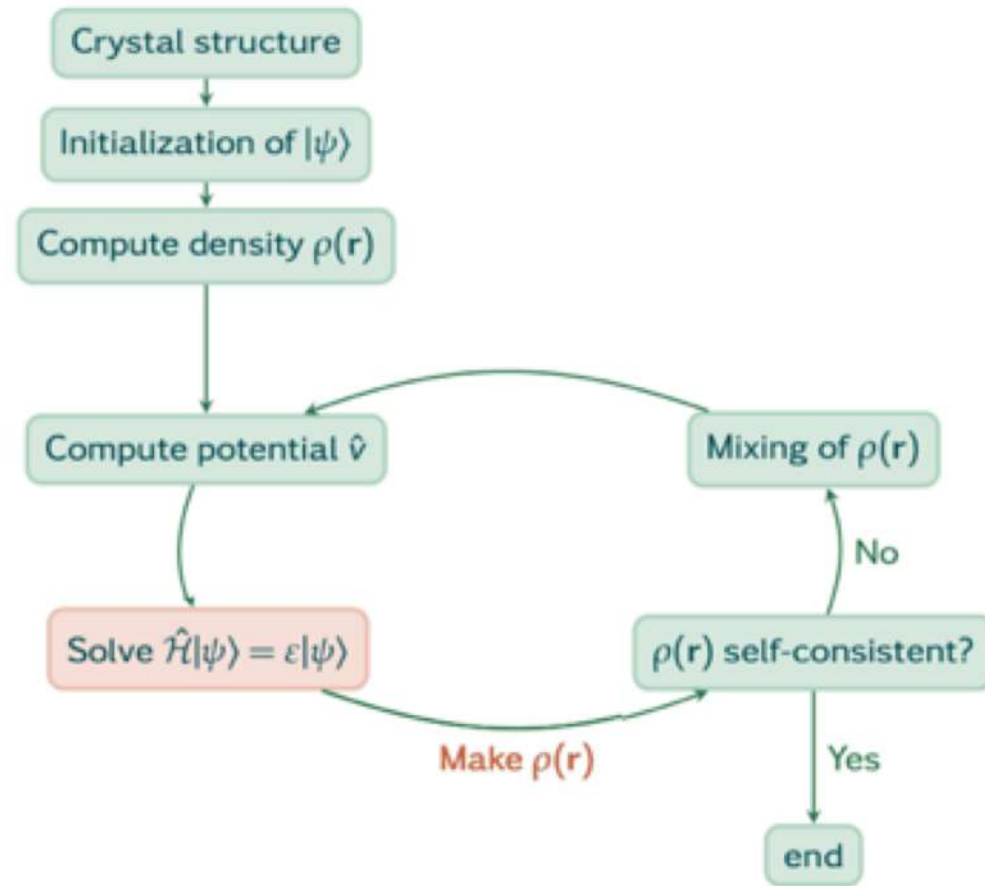 Crystal structure
Initialization of |ψ⟩
Compute density ρ(r)
Compute potential v̂
Mixing of ρ(r)
No
Solve Ĥ|ψ⟩ = ε|ψ⟩
ρ(r) self-consistent?
Make ρ(r)
Yes
end